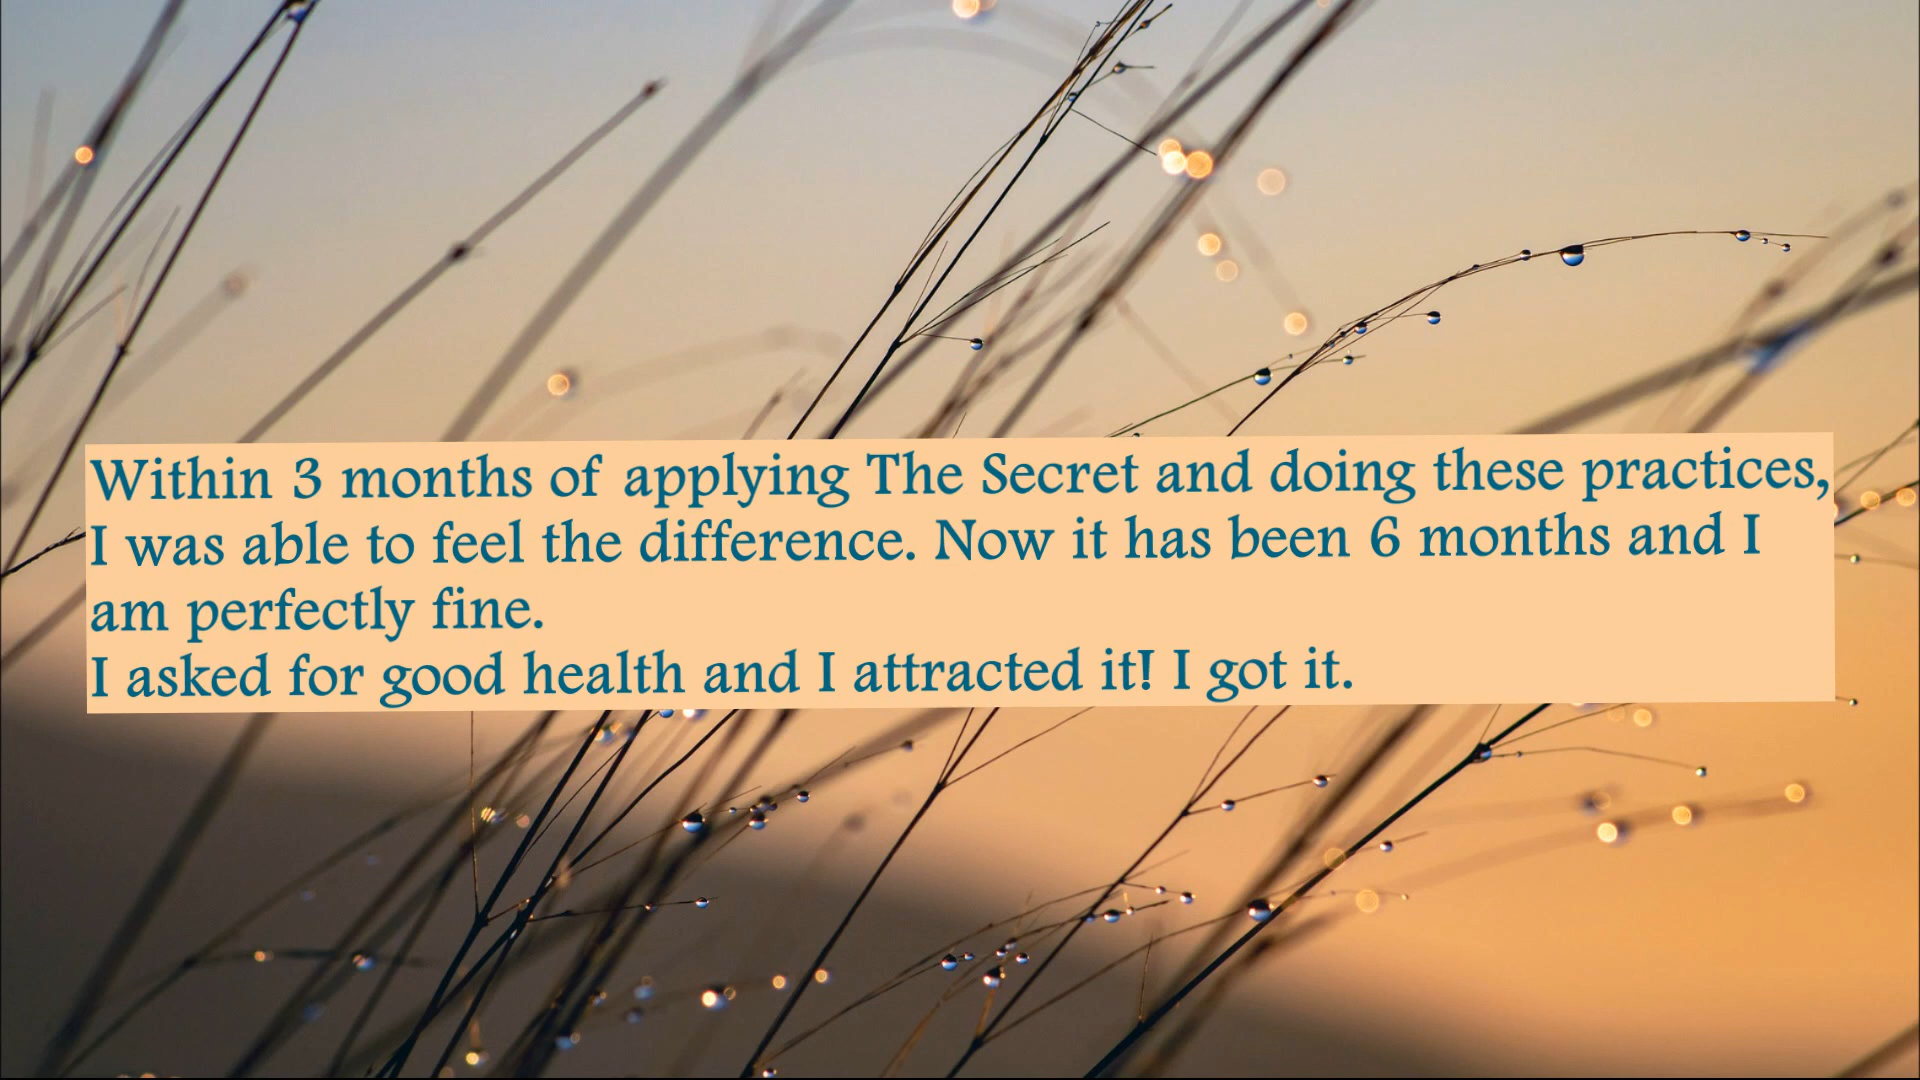 Within 3 months of applying The Secret and doing these practices,
I was able to feel the difference. Now it has been 6 months and I
am perfectly fine.
I asked for good health and I attracted it! I got it.